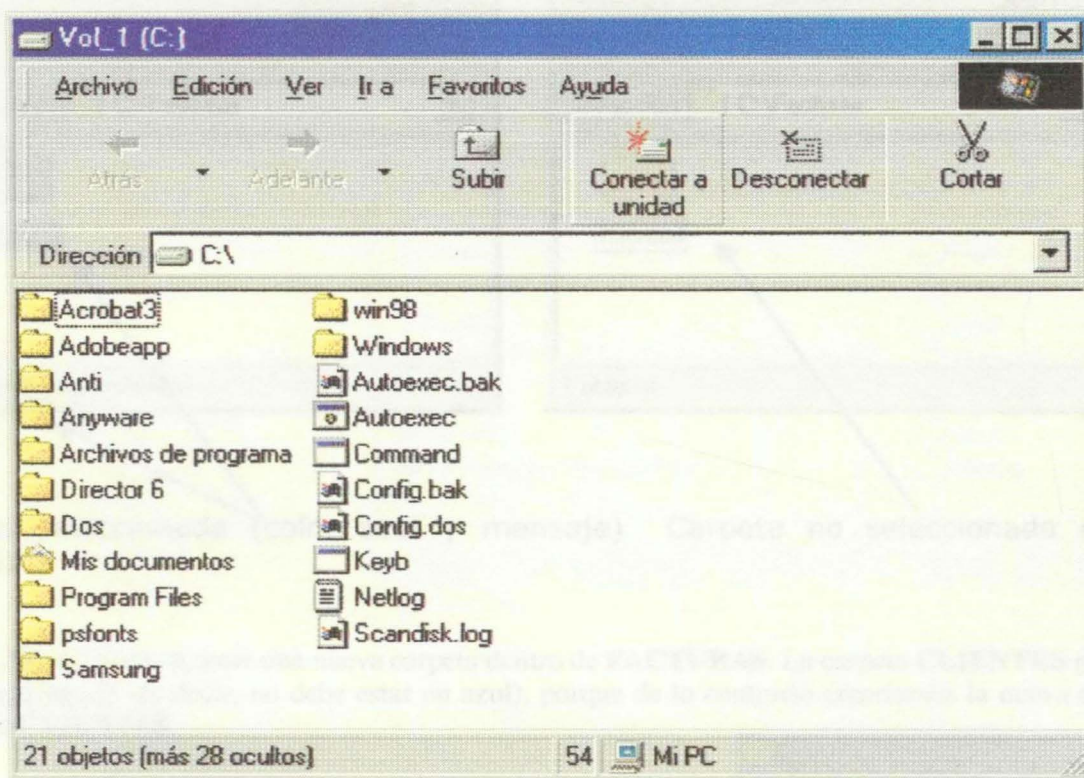 Vol_1 (C:)
Archivo Edición Ver Ir a Favoritos Ayuda
Atrás Adelante Subir Conectar a unidad Desconectar Cortar
Dirección C:\
Acrobat3
Adobeapp
Anti
Anyware
Archivos de programa
Director 6
Dos
Mis documentos
Program Files
psfonts
Samsung
win98
Windows
Autoexec.bak
Autoexec
Command
Config.bak
Config.dos
Keyb
Netlog
Scandisk.log
21 objetos (más 28 ocultos) 54 Mi PC